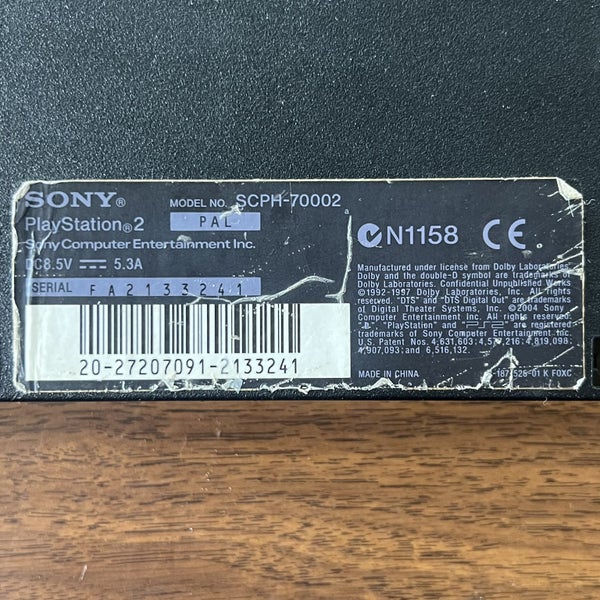 SONY® MODEL NO. SCPH-70002
PlayStation®2 PAL a
Sony Computer Entertainment Inc.
DC8.5V 5.3A
SERIAL FA2133241
20-27207091-2133241
N1158 CE
Manufactured under license from Dolby Laboratories.
Dolby and the double-D symbol are trademarks of
Dolby Laboratories. Confidential Unpublished Works
©1992-1997 Dolby Laboratories, Inc. All rights
reserved. "DTS" and "DTS Digital Out" are trademarks
of Digital Theater Systems, Inc. ©2004 Sony
Computer Entertainment Inc. All rights reserved.
"PlayStation" and "PS2" are registered
trademarks of Sony Computer Entertainment Inc.
U.S. Patent Nos. 4,631,603; 4,577,216; 4,819,098;
4,907,093 and 6,516,132.
MADE IN CHINA
-01 K FOXC